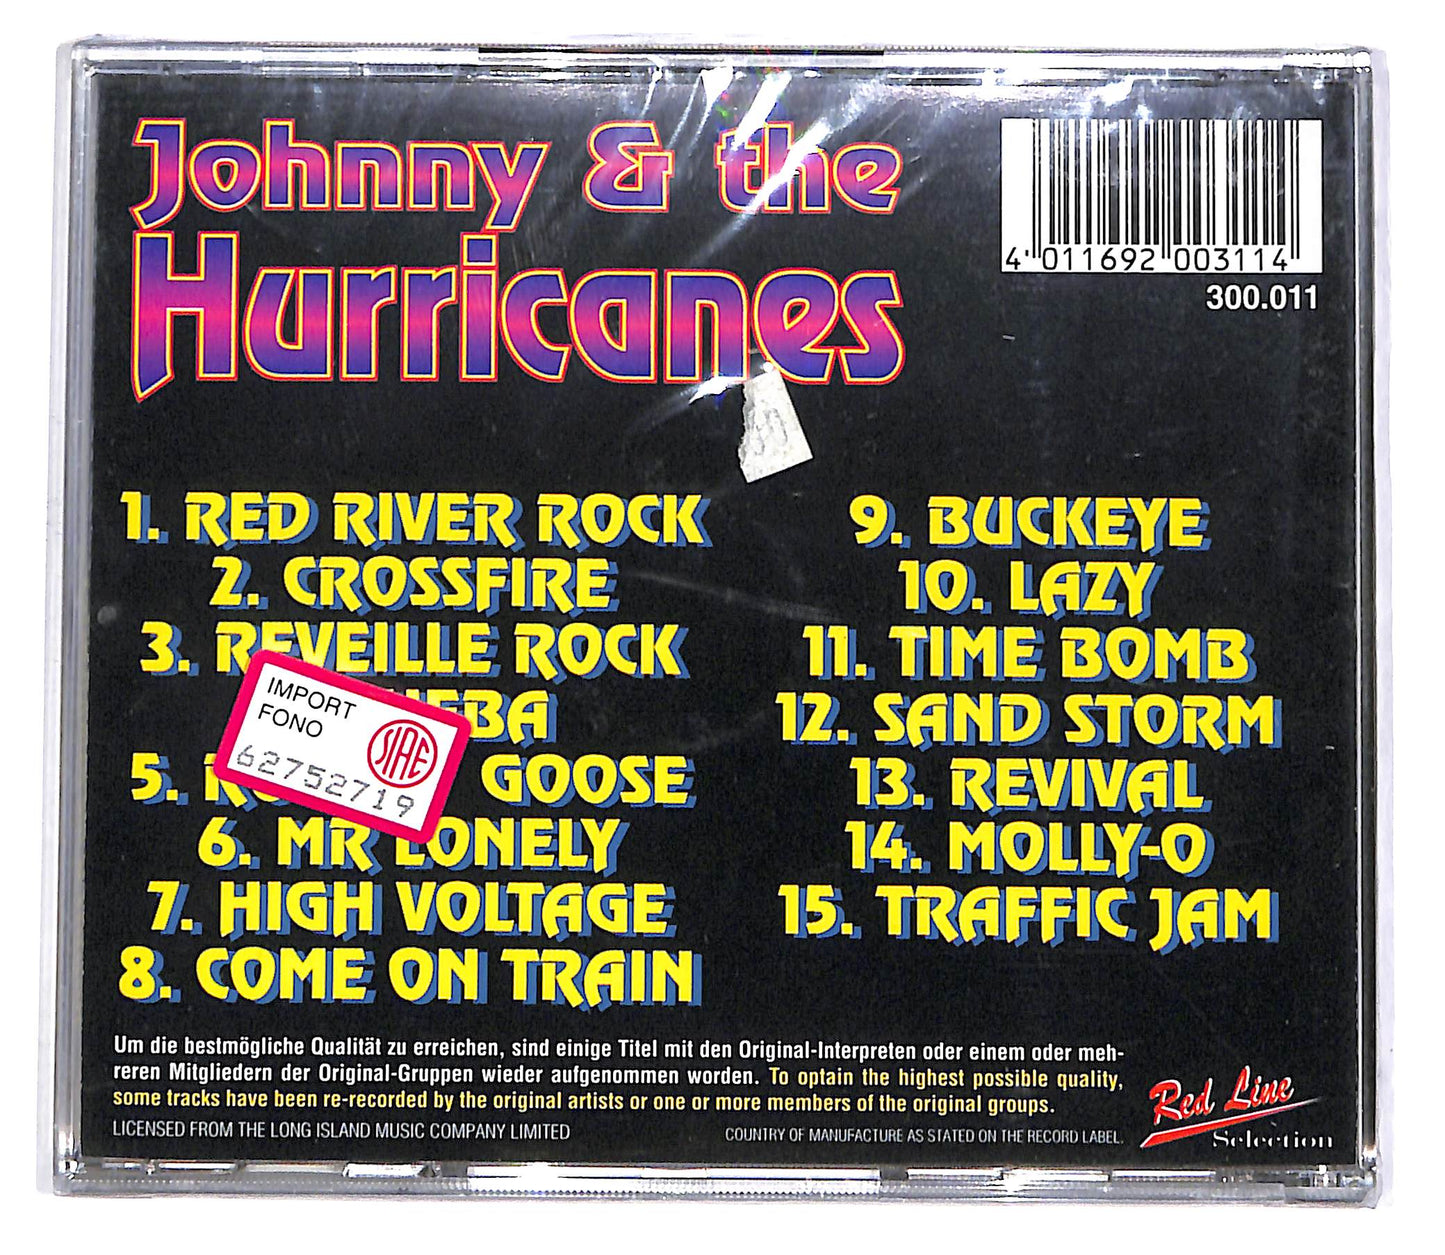 Johnny & the
Hurricanes
4 011692 003114
300.011
1. RED RIVER ROCK
2. CROSSFIRE
3. REVEILLE ROCK
EBA
5. GOOSE
6. MR LONELY
7. HIGH VOLTAGE
8. COME ON TRAIN
9. BUCKEYE
10. LAZY
11. TIME BOMB
12. SAND STORM
13. REVIVAL
14. MOLLY-O
15. TRAFFIC JAM
IMPORT
FONO
SIAE
62752719
Um die bestmögliche Qualität zu erreichen, sind einige Titel mit den Original-Interpreten oder einem oder meh-
reren Mitgliedern der Original-Gruppen wieder aufgenommen worden. To optain the highest possible quality,
some tracks have been re-recorded by the original artists or one or more members of the original groups.
LICENSED FROM THE LONG ISLAND MUSIC COMPANY LIMITED
COUNTRY OF MANUFACTURE AS STATED ON THE RECORD LABEL.
Red Line
Selection